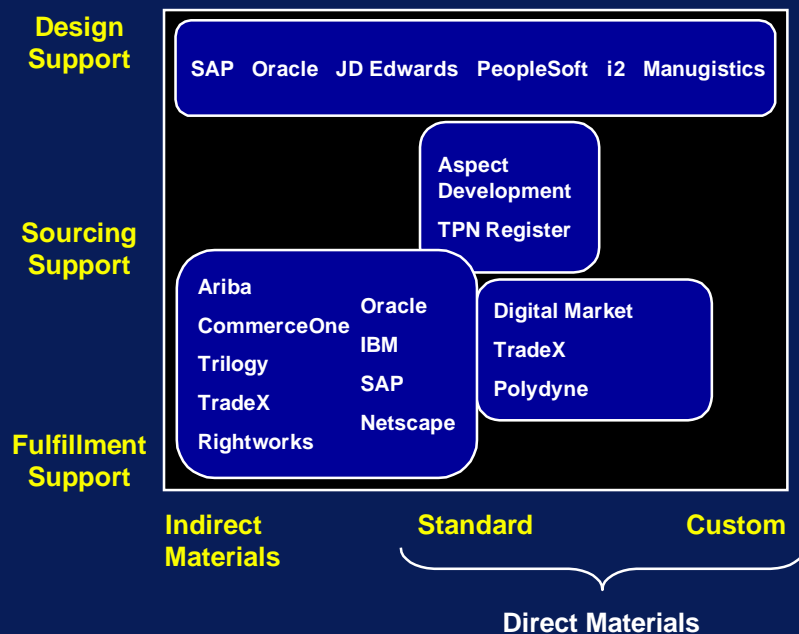 Design
Support
SAP Oracle JD Edwards PeopleSoft i2 Manugistics
Aspect
Development
TPN Register
Sourcing
Support
Ariba
CommerceOne
Trilogy
TradeX
Rightworks
Oracle
IBM
SAP
Netscape
Digital Market
TradeX
Polydyne
Fulfillment
Support
Indirect
Materials
Standard
Custom
Direct Materials